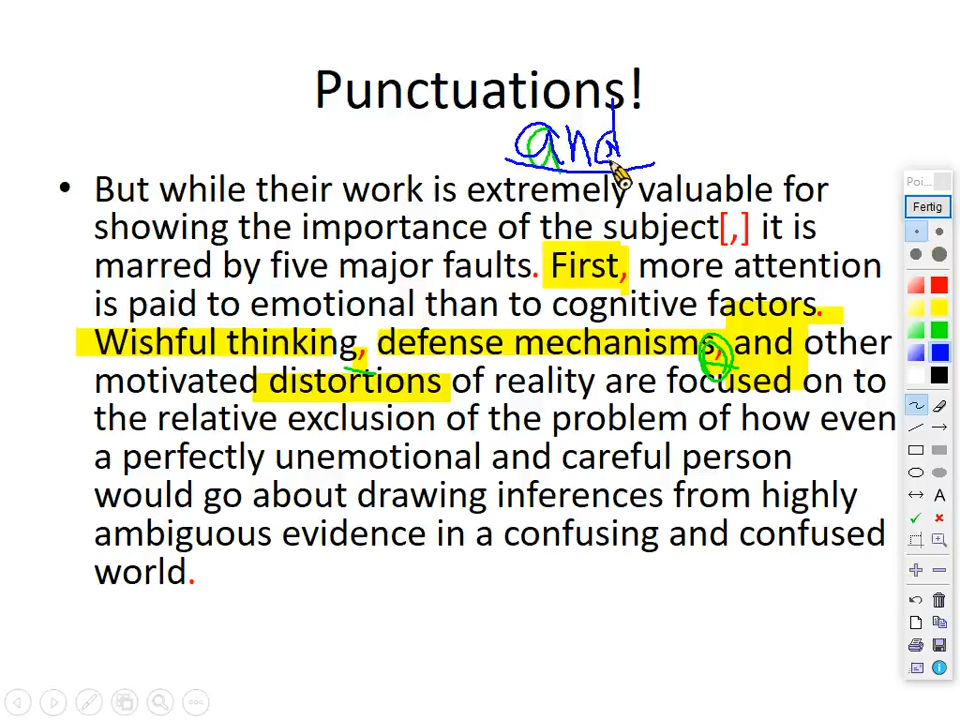 Punctuations!
and
• But while their work is extremely valuable for
showing the importance of the subject[,] it is
marred by five major faults. First, more attention
is paid to emotional than to cognitive factors.
Wishful thinking, defense mechanisms, and other
motivated distortions of reality are focused on to
the relative exclusion of the problem of how even
a perfectly unemotional and careful person
would go about drawing inferences from highly
ambiguous evidence in a confusing and confused
world.
Poi...
Fertig
A